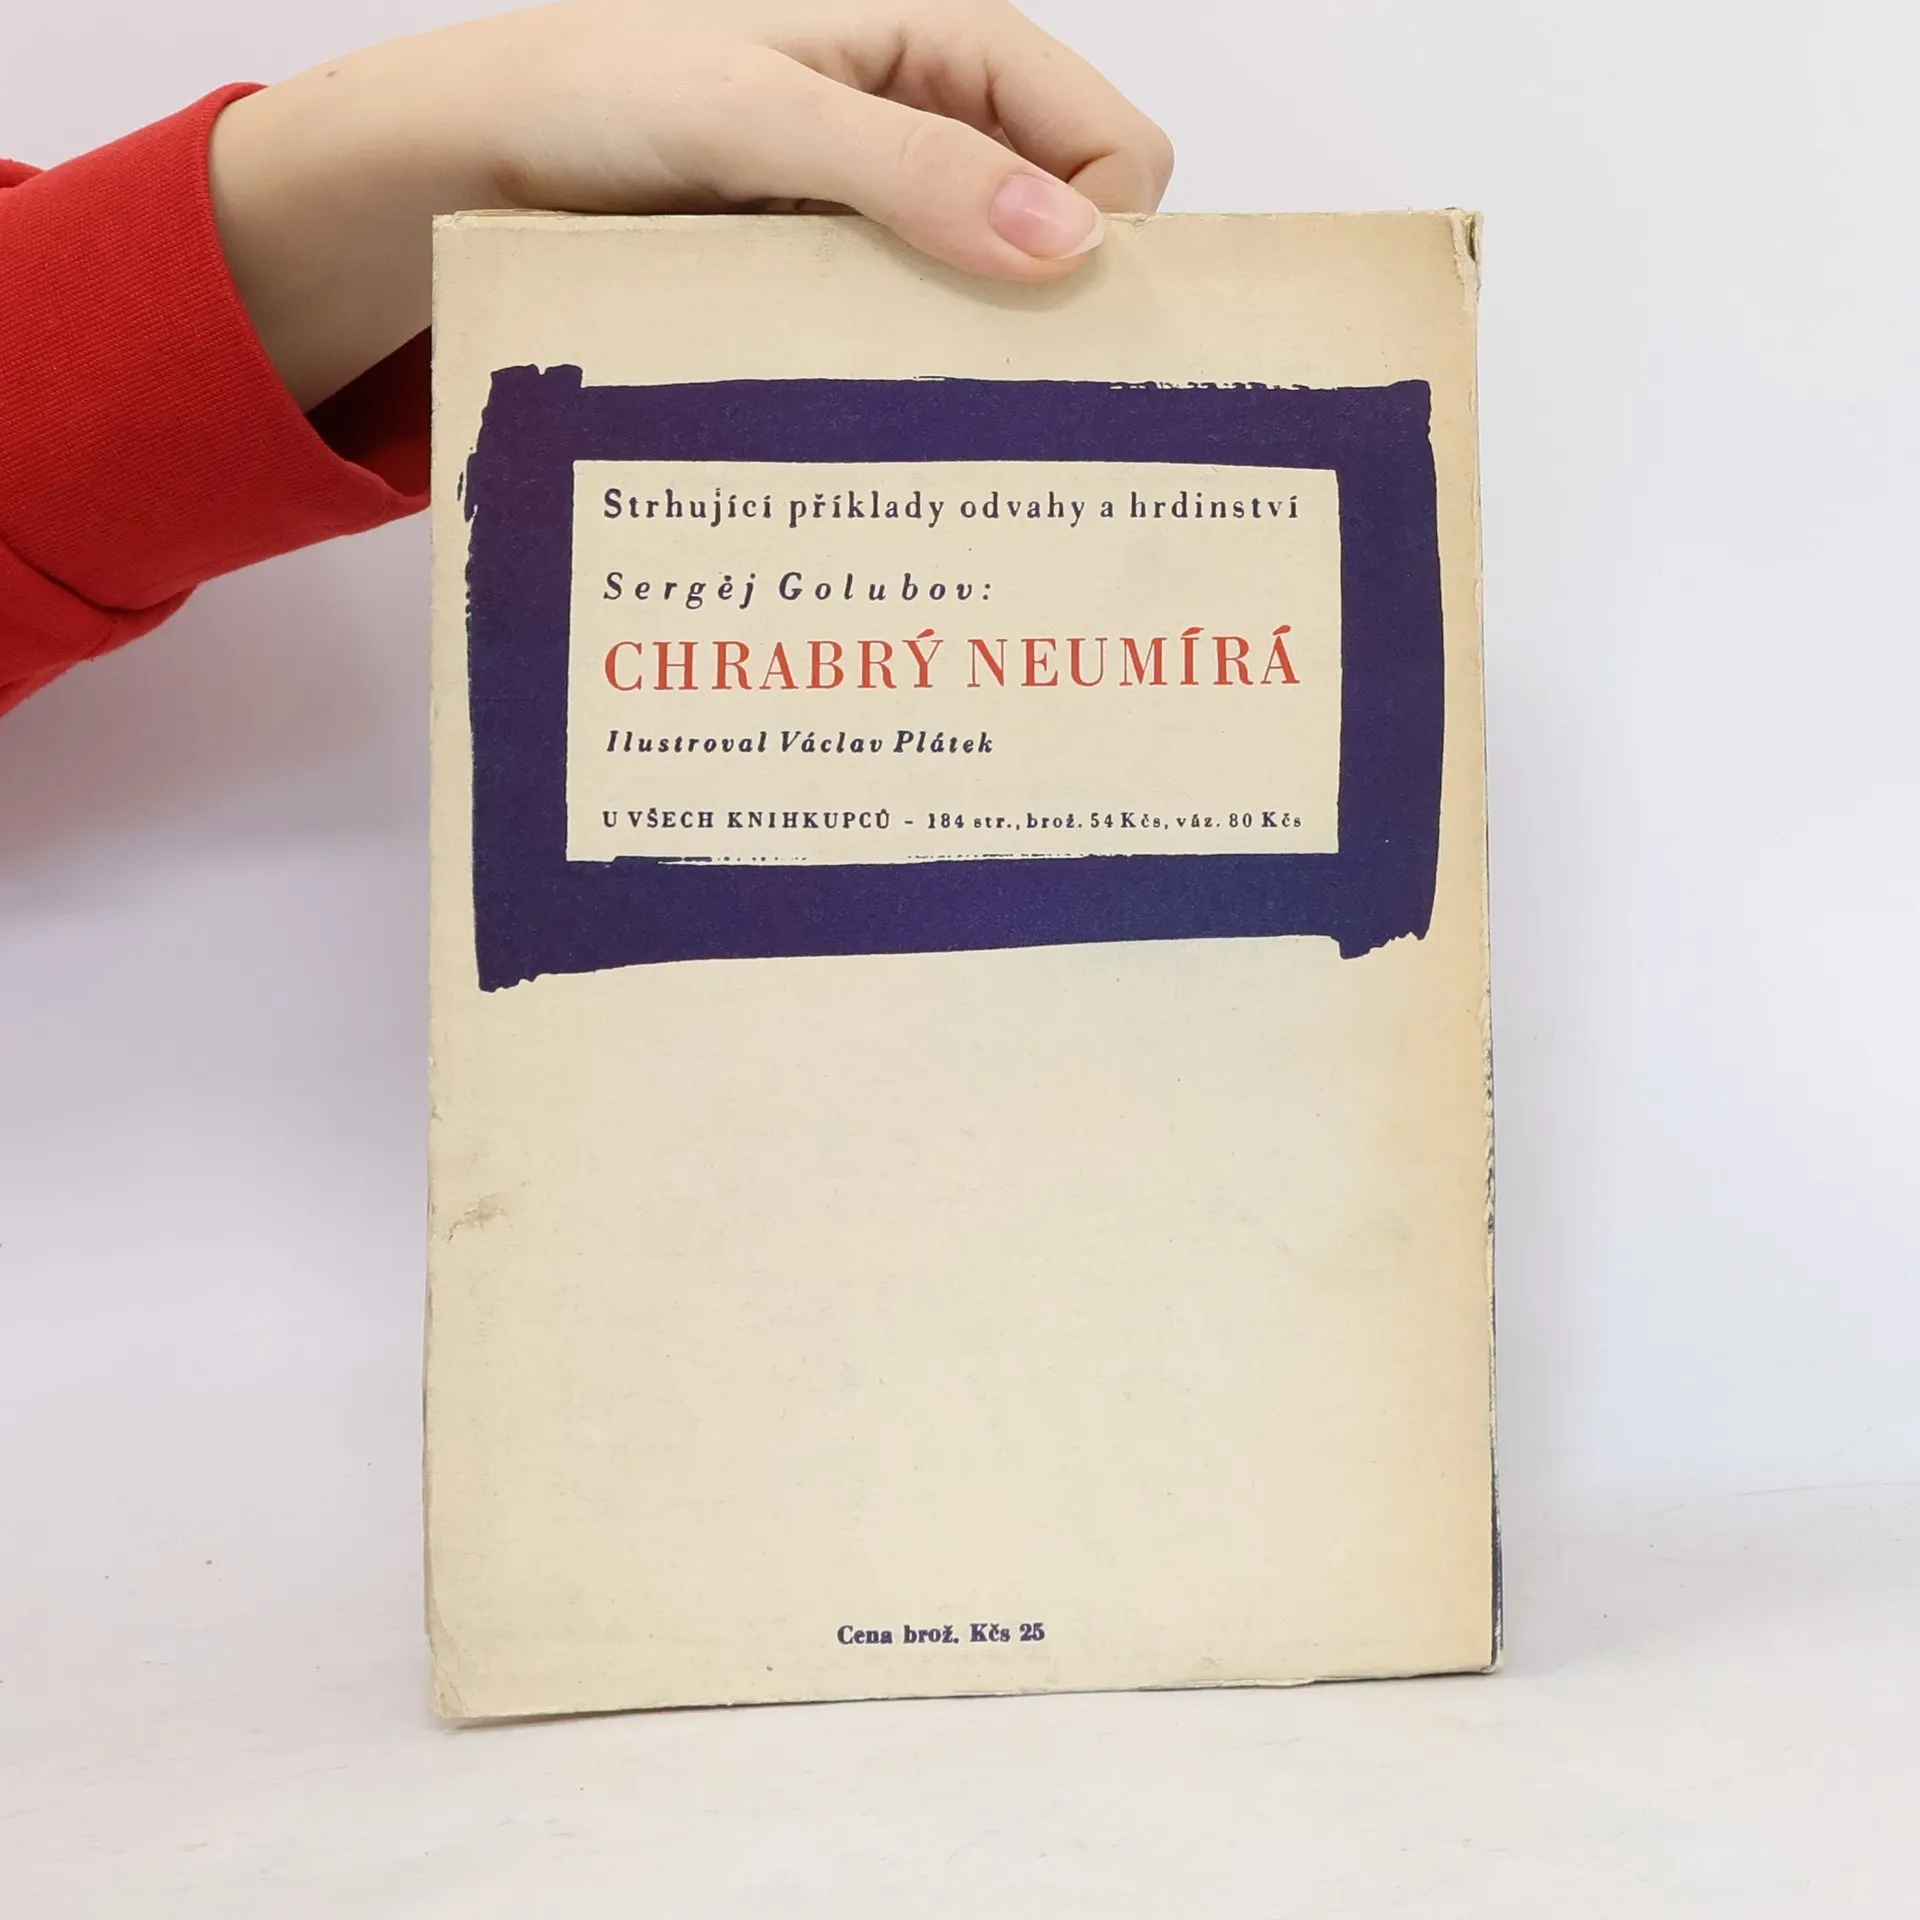 Strhující příklady odvahy a hrdinství
Sergěj Golubov:
CHRABRÝ NEUMÍRÁ
Ilustroval Václav Plátek
U VŠECH KNIHKUPCŮ - 184 str., brož. 54 Kčs, váz. 80 Kčs
Cena brož. Kčs 25